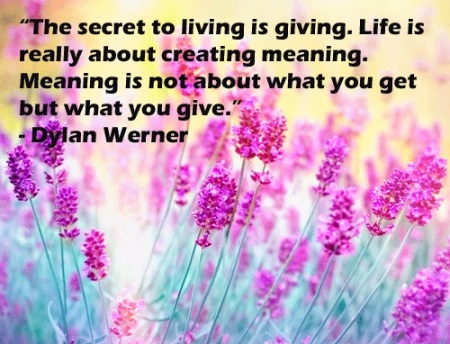 “The secret to living is giving. Life is
really about creating meaning.
Meaning is not about what you get
but what you give.”
- Dylan Werner